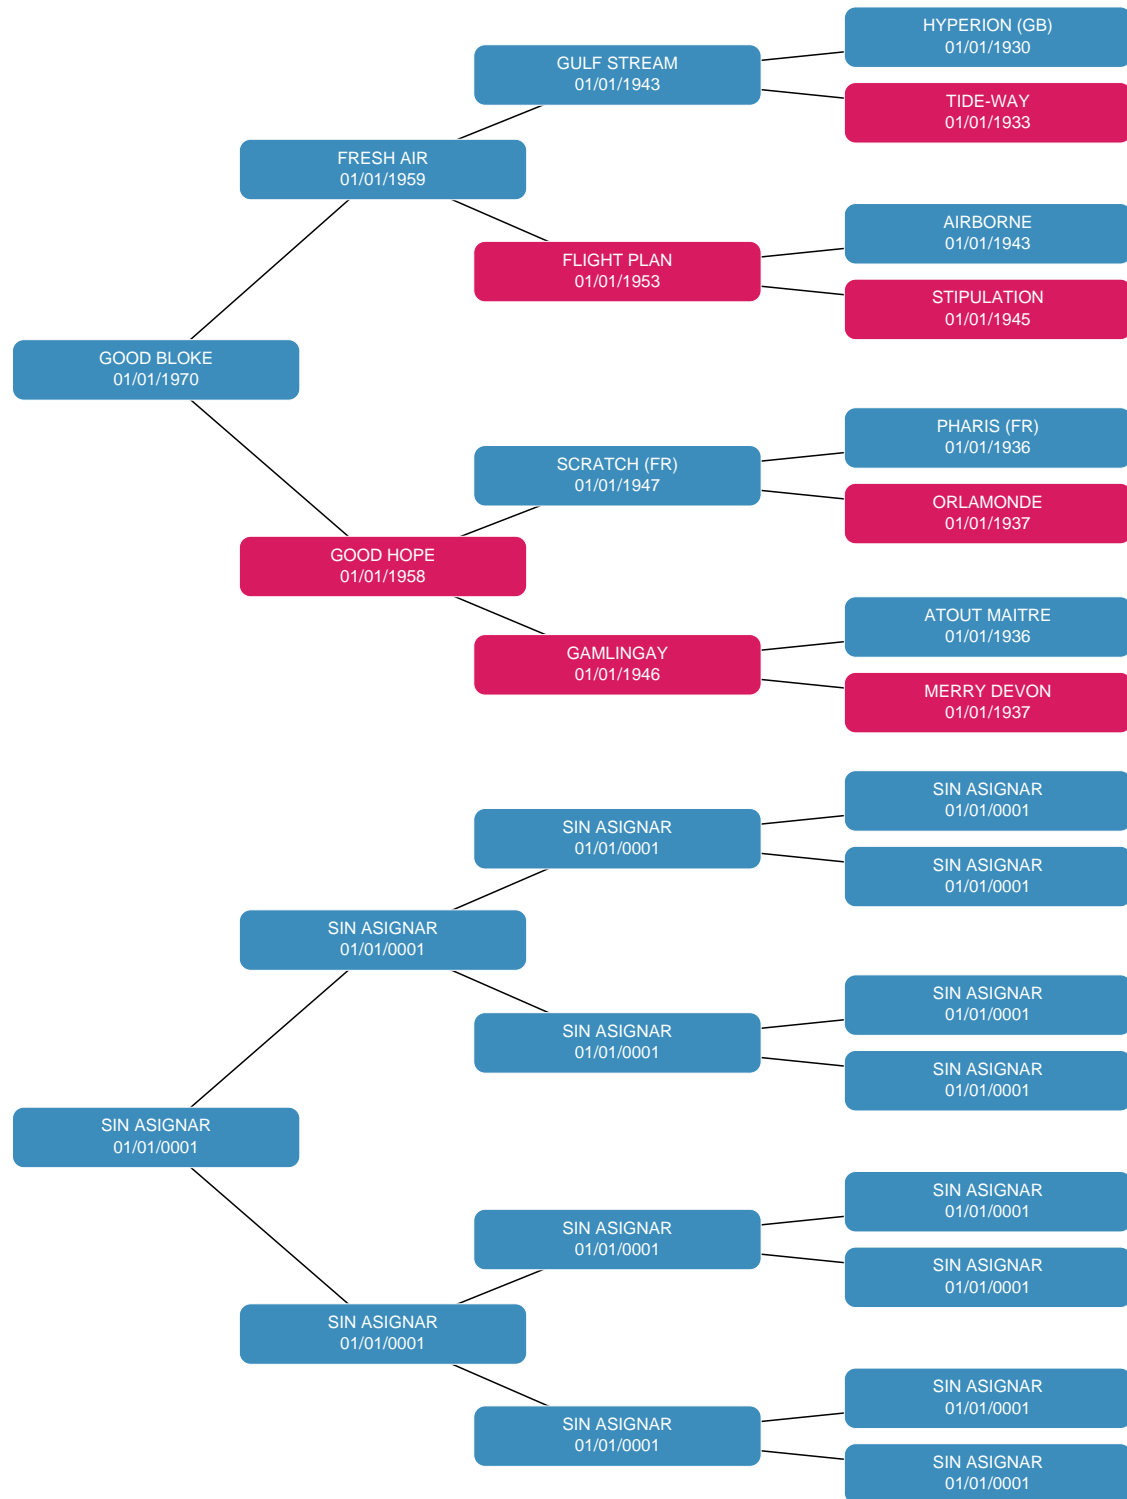 HYPERION (GB)
01/01/1930
GULF STREAM
01/01/1943
TIDE-WAY
01/01/1933
FRESH AIR
01/01/1959
AIRBORNE
01/01/1943
FLIGHT PLAN
01/01/1953
STIPULATION
01/01/1945
GOOD BLOKE
01/01/1970
PHARIS (FR)
01/01/1936
SCRATCH (FR)
01/01/1947
ORLAMONDE
01/01/1937
GOOD HOPE
01/01/1958
ATOUT MAITRE
01/01/1936
GAMLINGAY
01/01/1946
MERRY DEVON
01/01/1937
SIN ASIGNAR
01/01/0001
SIN ASIGNAR
01/01/0001
SIN ASIGNAR
01/01/0001
SIN ASIGNAR
01/01/0001
SIN ASIGNAR
01/01/0001
SIN ASIGNAR
01/01/0001
SIN ASIGNAR
01/01/0001
SIN ASIGNAR
01/01/0001
SIN ASIGNAR
01/01/0001
SIN ASIGNAR
01/01/0001
SIN ASIGNAR
01/01/0001
SIN ASIGNAR
01/01/0001
SIN ASIGNAR
01/01/0001
SIN ASIGNAR
01/01/0001
SIN ASIGNAR
01/01/0001